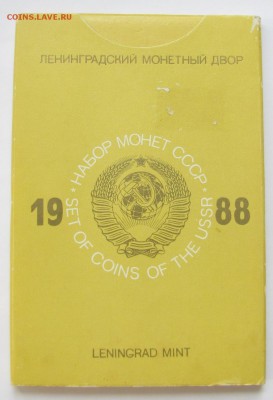 COINS.LAVE.RU
ЛЕНИНГРАДСКИЙ МОНЕТНЫЙ ДВОР
НАБОР МОНЕТ СССР
19 88
SET OF COINS OF THE USSR
LENINGRAD MINT